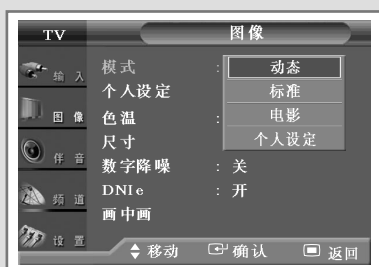 TV 图像
输入
图像
伴音
频道
设置
模式 :
个人设定
色温 :
尺寸
数字降噪 : 关
DNIe : 开
画中画
动态
标准
电影
个人设定
移动 确认 返回